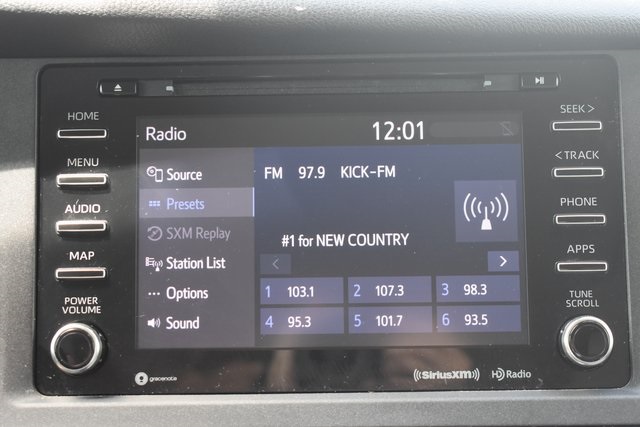 HOME
MENU
AUDIO
MAP
POWER
VOLUME
Radio
12:01
Source
Presets
SXM Replay
Station List
Options
Sound
FM 97.9 KICK-FM
#1 for NEW COUNTRY
< >
1 103.1 2 107.3 3 98.3
4 95.3 5 101.7 6 93.5
SEEK >
< TRACK
PHONE
APPS
TUNE
SCROLL
gracenote
((SiriusXM))
HD Radio